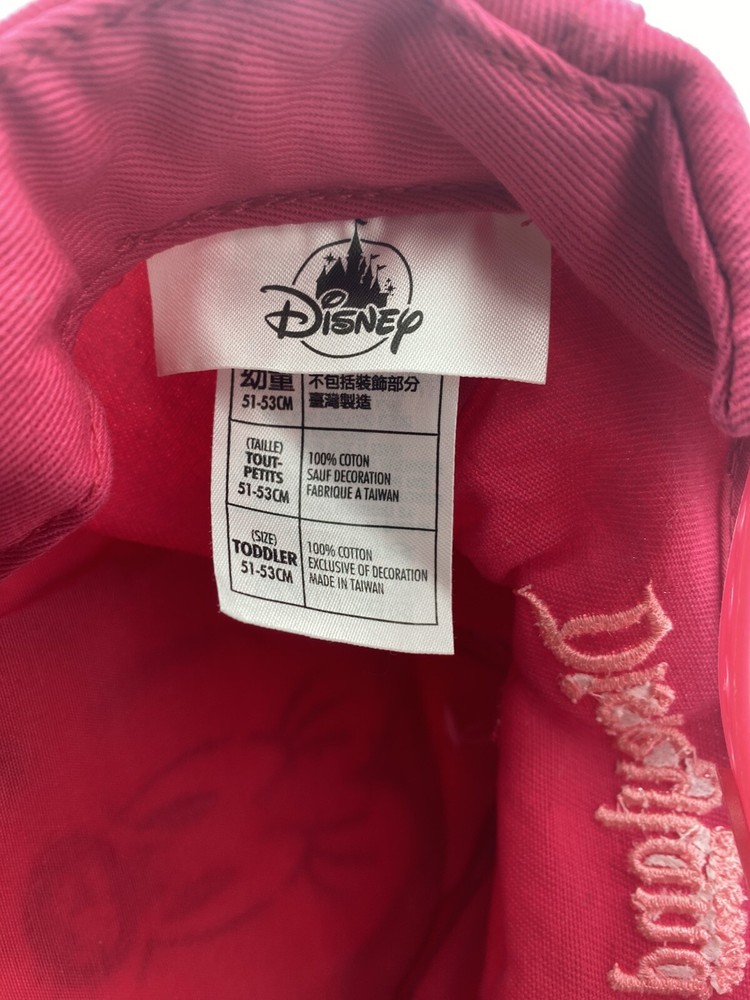 Disney
幼童
51-53CM
不包括裝飾部分
臺灣製造
(TAILLE)
TOUT-
PETITS
51-53CM
100% COTON
SAUF DECORATION
FABRIQUE A TAIWAN
(SIZE)
TODDLER
51-53CM
100% COTTON
EXCLUSIVE OF DECORATION
MADE IN TAIWAN
Disneyland